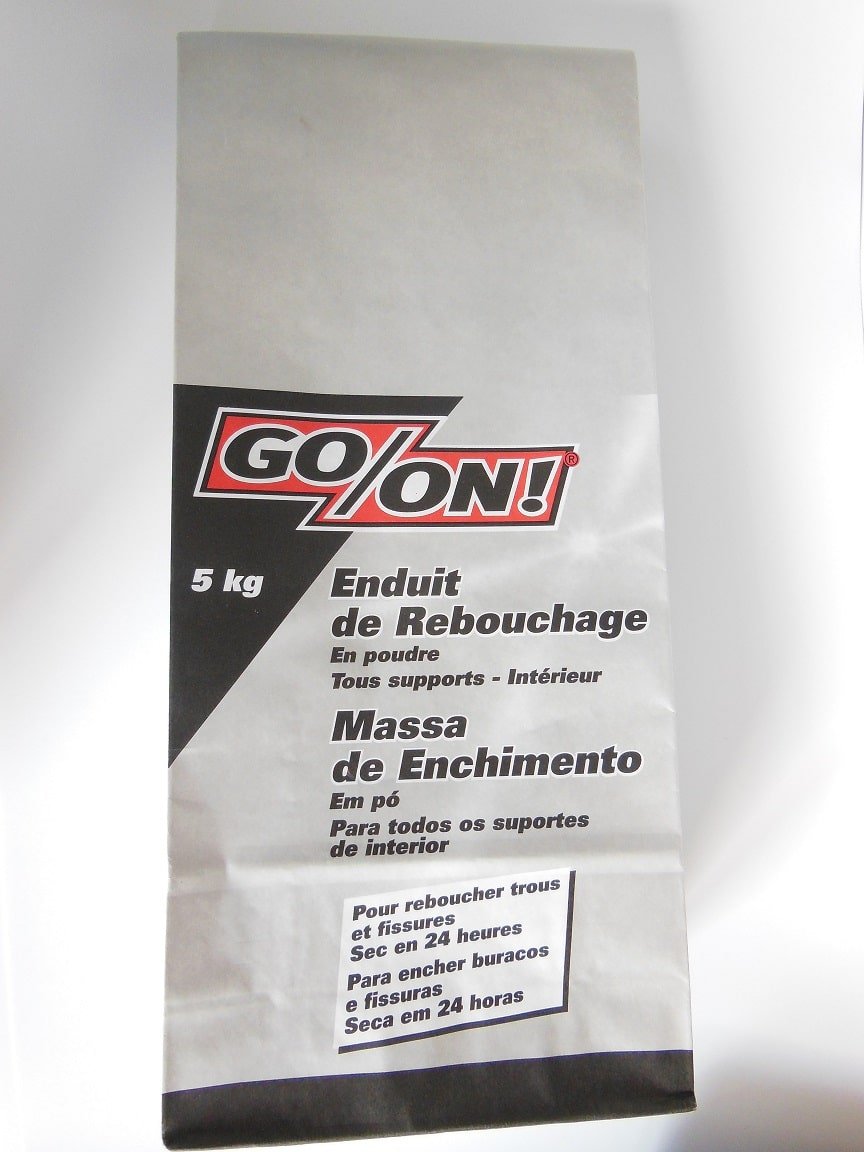 GO/ON!®
5 kg
Enduit
de Rebouchage
En poudre
Tous supports - Intérieur
Massa
de Enchimento
Em pó
Para todos os suportes
de interior
Pour reboucher trous
et fissures
Sec en 24 heures
Para encher buracos
e fissuras
Seca em 24 horas